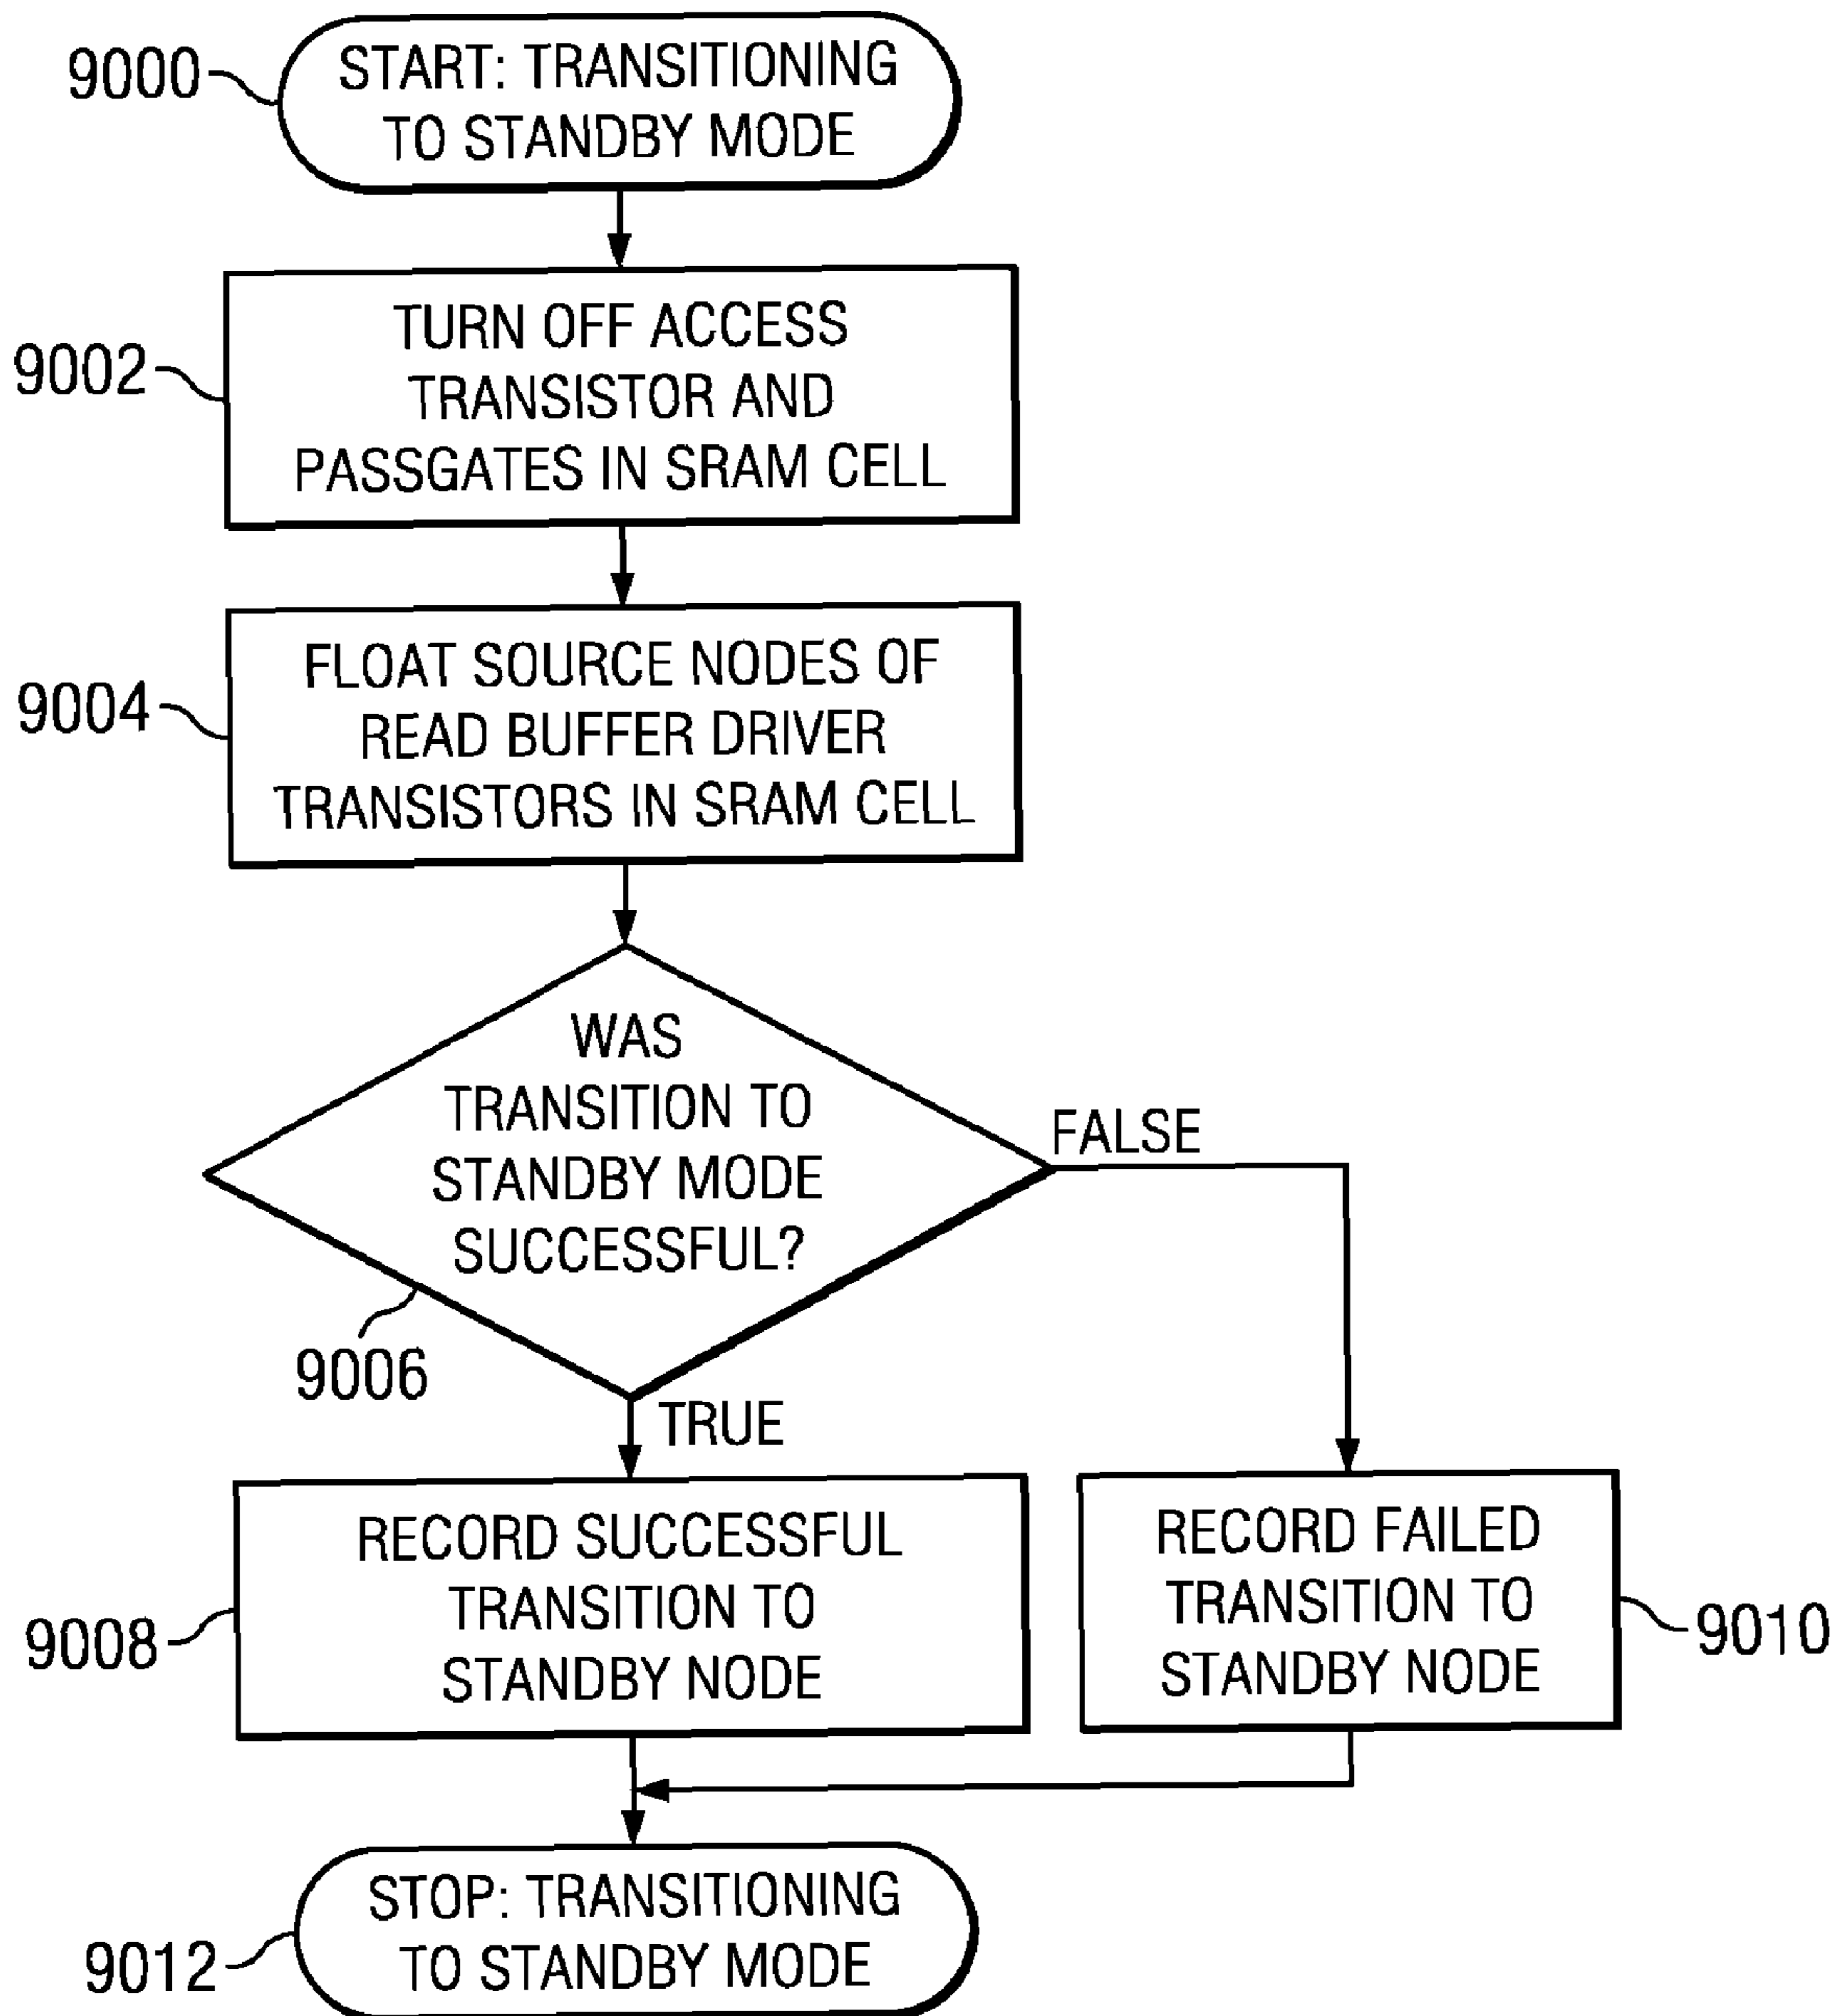 9000
START: TRANSITIONING
TO STANDBY MODE
9002
TURN OFF ACCESS
TRANSISTOR AND
PASSGATES IN SRAM CELL
9004
FLOAT SOURCE NODES OF
READ BUFFER DRIVER
TRANSISTORS IN SRAM CELL
WAS
TRANSITION TO
STANDBY MODE
SUCCESSFUL?
9006
FALSE
TRUE
9008
RECORD SUCCESSFUL
TRANSITION TO
STANDBY NODE
RECORD FAILED
TRANSITION TO
STANDBY NODE
9010
STOP: TRANSITIONING
TO STANDBY MODE
9012